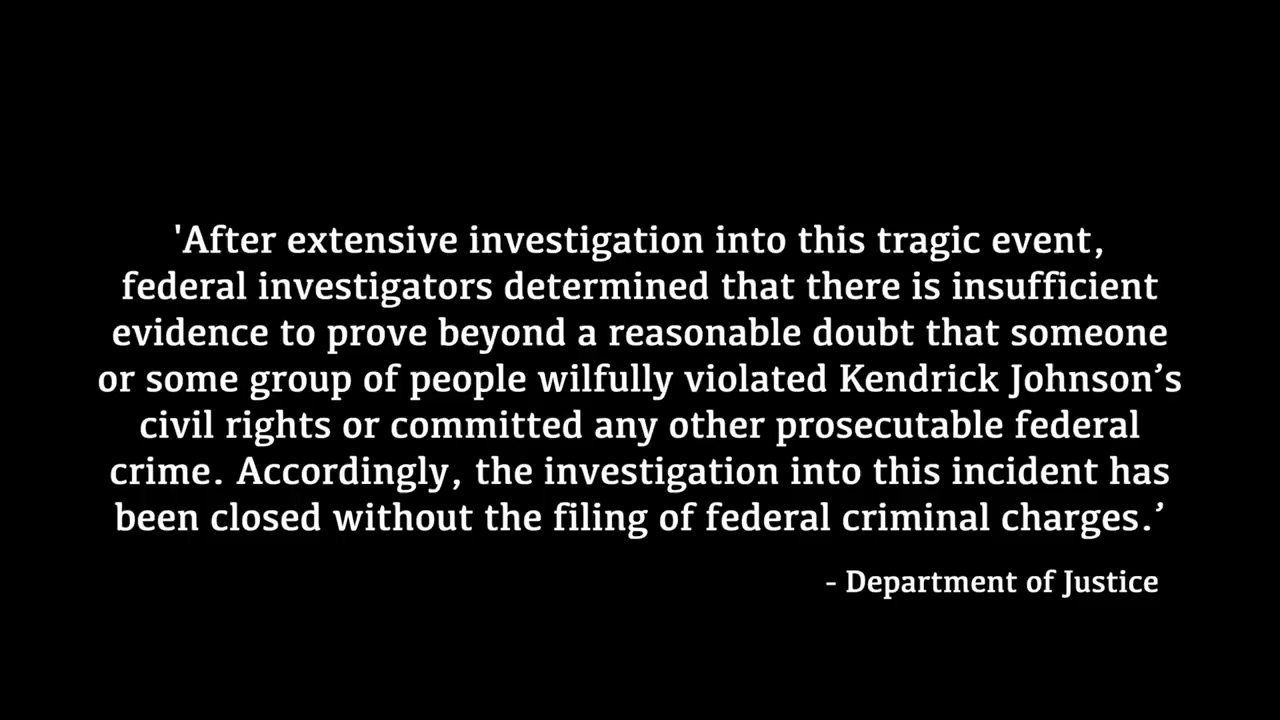 'After extensive investigation into this tragic event,
federal investigators determined that there is insufficient
evidence to prove beyond a reasonable doubt that someone
or some group of people wilfully violated Kendrick Johnson’s
civil rights or committed any other prosecutable federal
crime. Accordingly, the investigation into this incident has
been closed without the filing of federal criminal charges.’
- Department of Justice